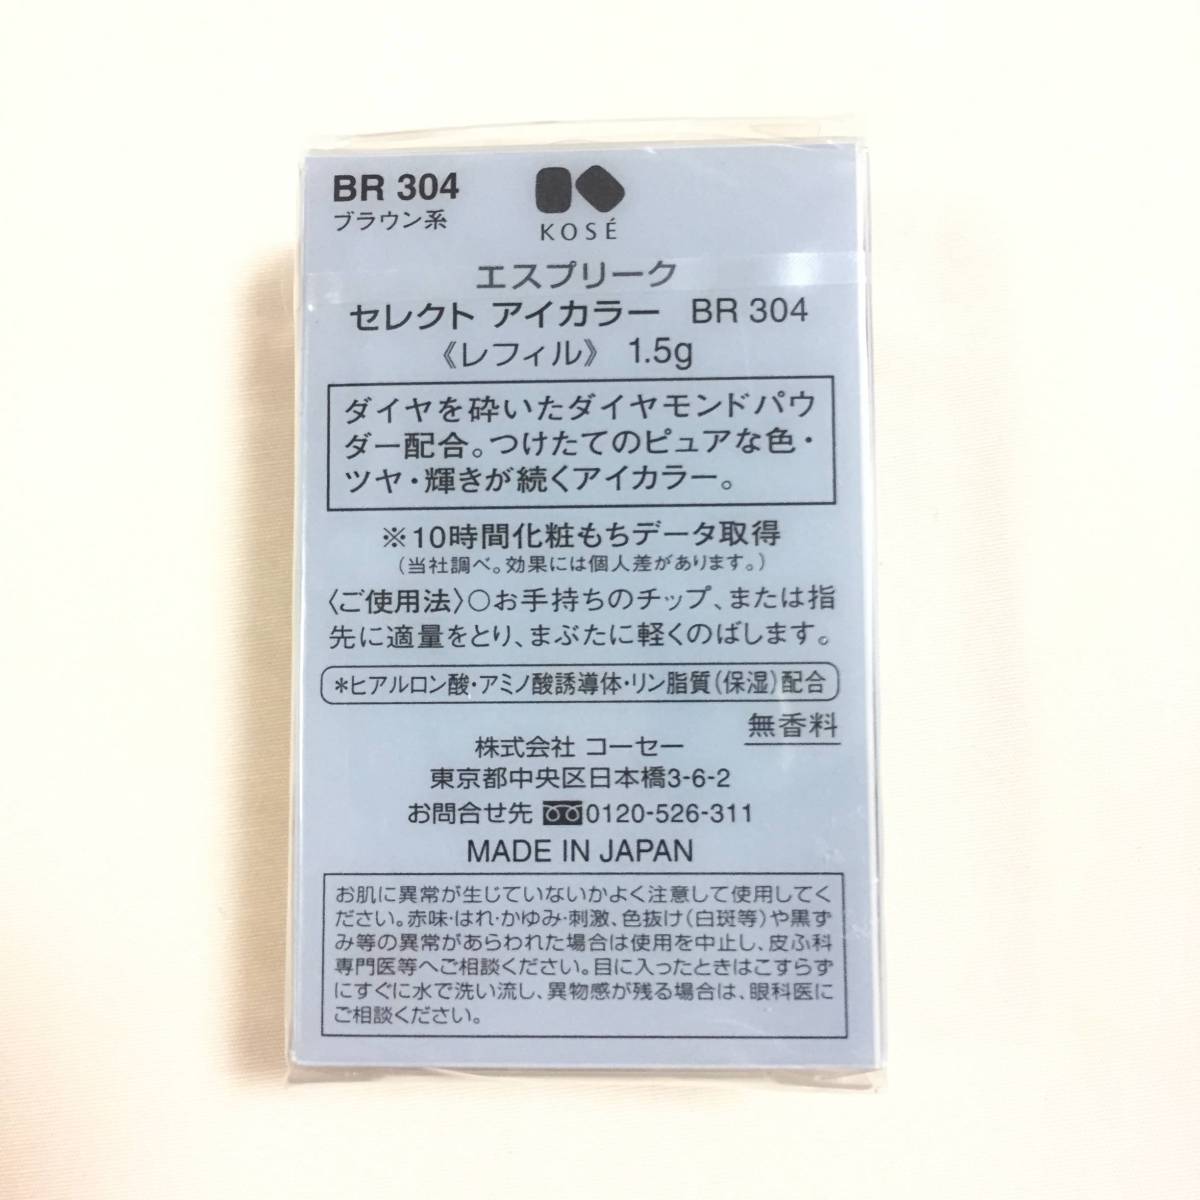 BR 304
ブラウン系
KOSÉ
エスプリーク
セレクト アイカラー BR 304
《レフィル》 1.5g
ダイヤを砕いたダイヤモンドパウ
ダー配合。つけたてのピュアな色・
ツヤ・輝きが続くアイカラー。
※10時間化粧もちデータ取得
(当社調べ。効果には個人差があります。)
〈ご使用法〉○お手持ちのチップ、または指
先に適量をとり、まぶたに軽くのばします。
*ヒアルロン酸・アミノ酸誘導体・リン脂質(保湿)配合
無香料
株式会社 コーセー
東京都中央区日本橋3-6-2
お問合せ先 0120-526-311
MADE IN JAPAN
お肌に異常が生じていないかよく注意して使用してく
ださい。赤味・はれ・かゆみ・刺激、色抜け(白斑等)や黒ず
み等の異常があらわれた場合は使用を中止し、皮ふ科
専門医等へご相談ください。目に入ったときはこすらず
にすぐに水で洗い流し、異物感が残る場合は、眼科医に
ご相談ください。